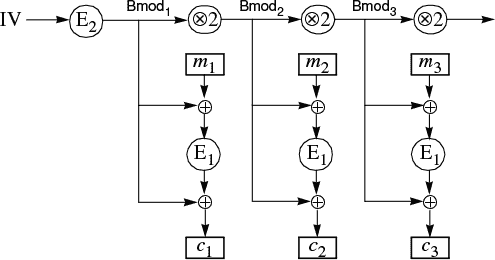 Bmod1 Bmod2 Bmod3
IV E2 ⊗2 ⊗2 ⊗2
m1 m2 m3
E1 E1 E1
c1 c2 c3